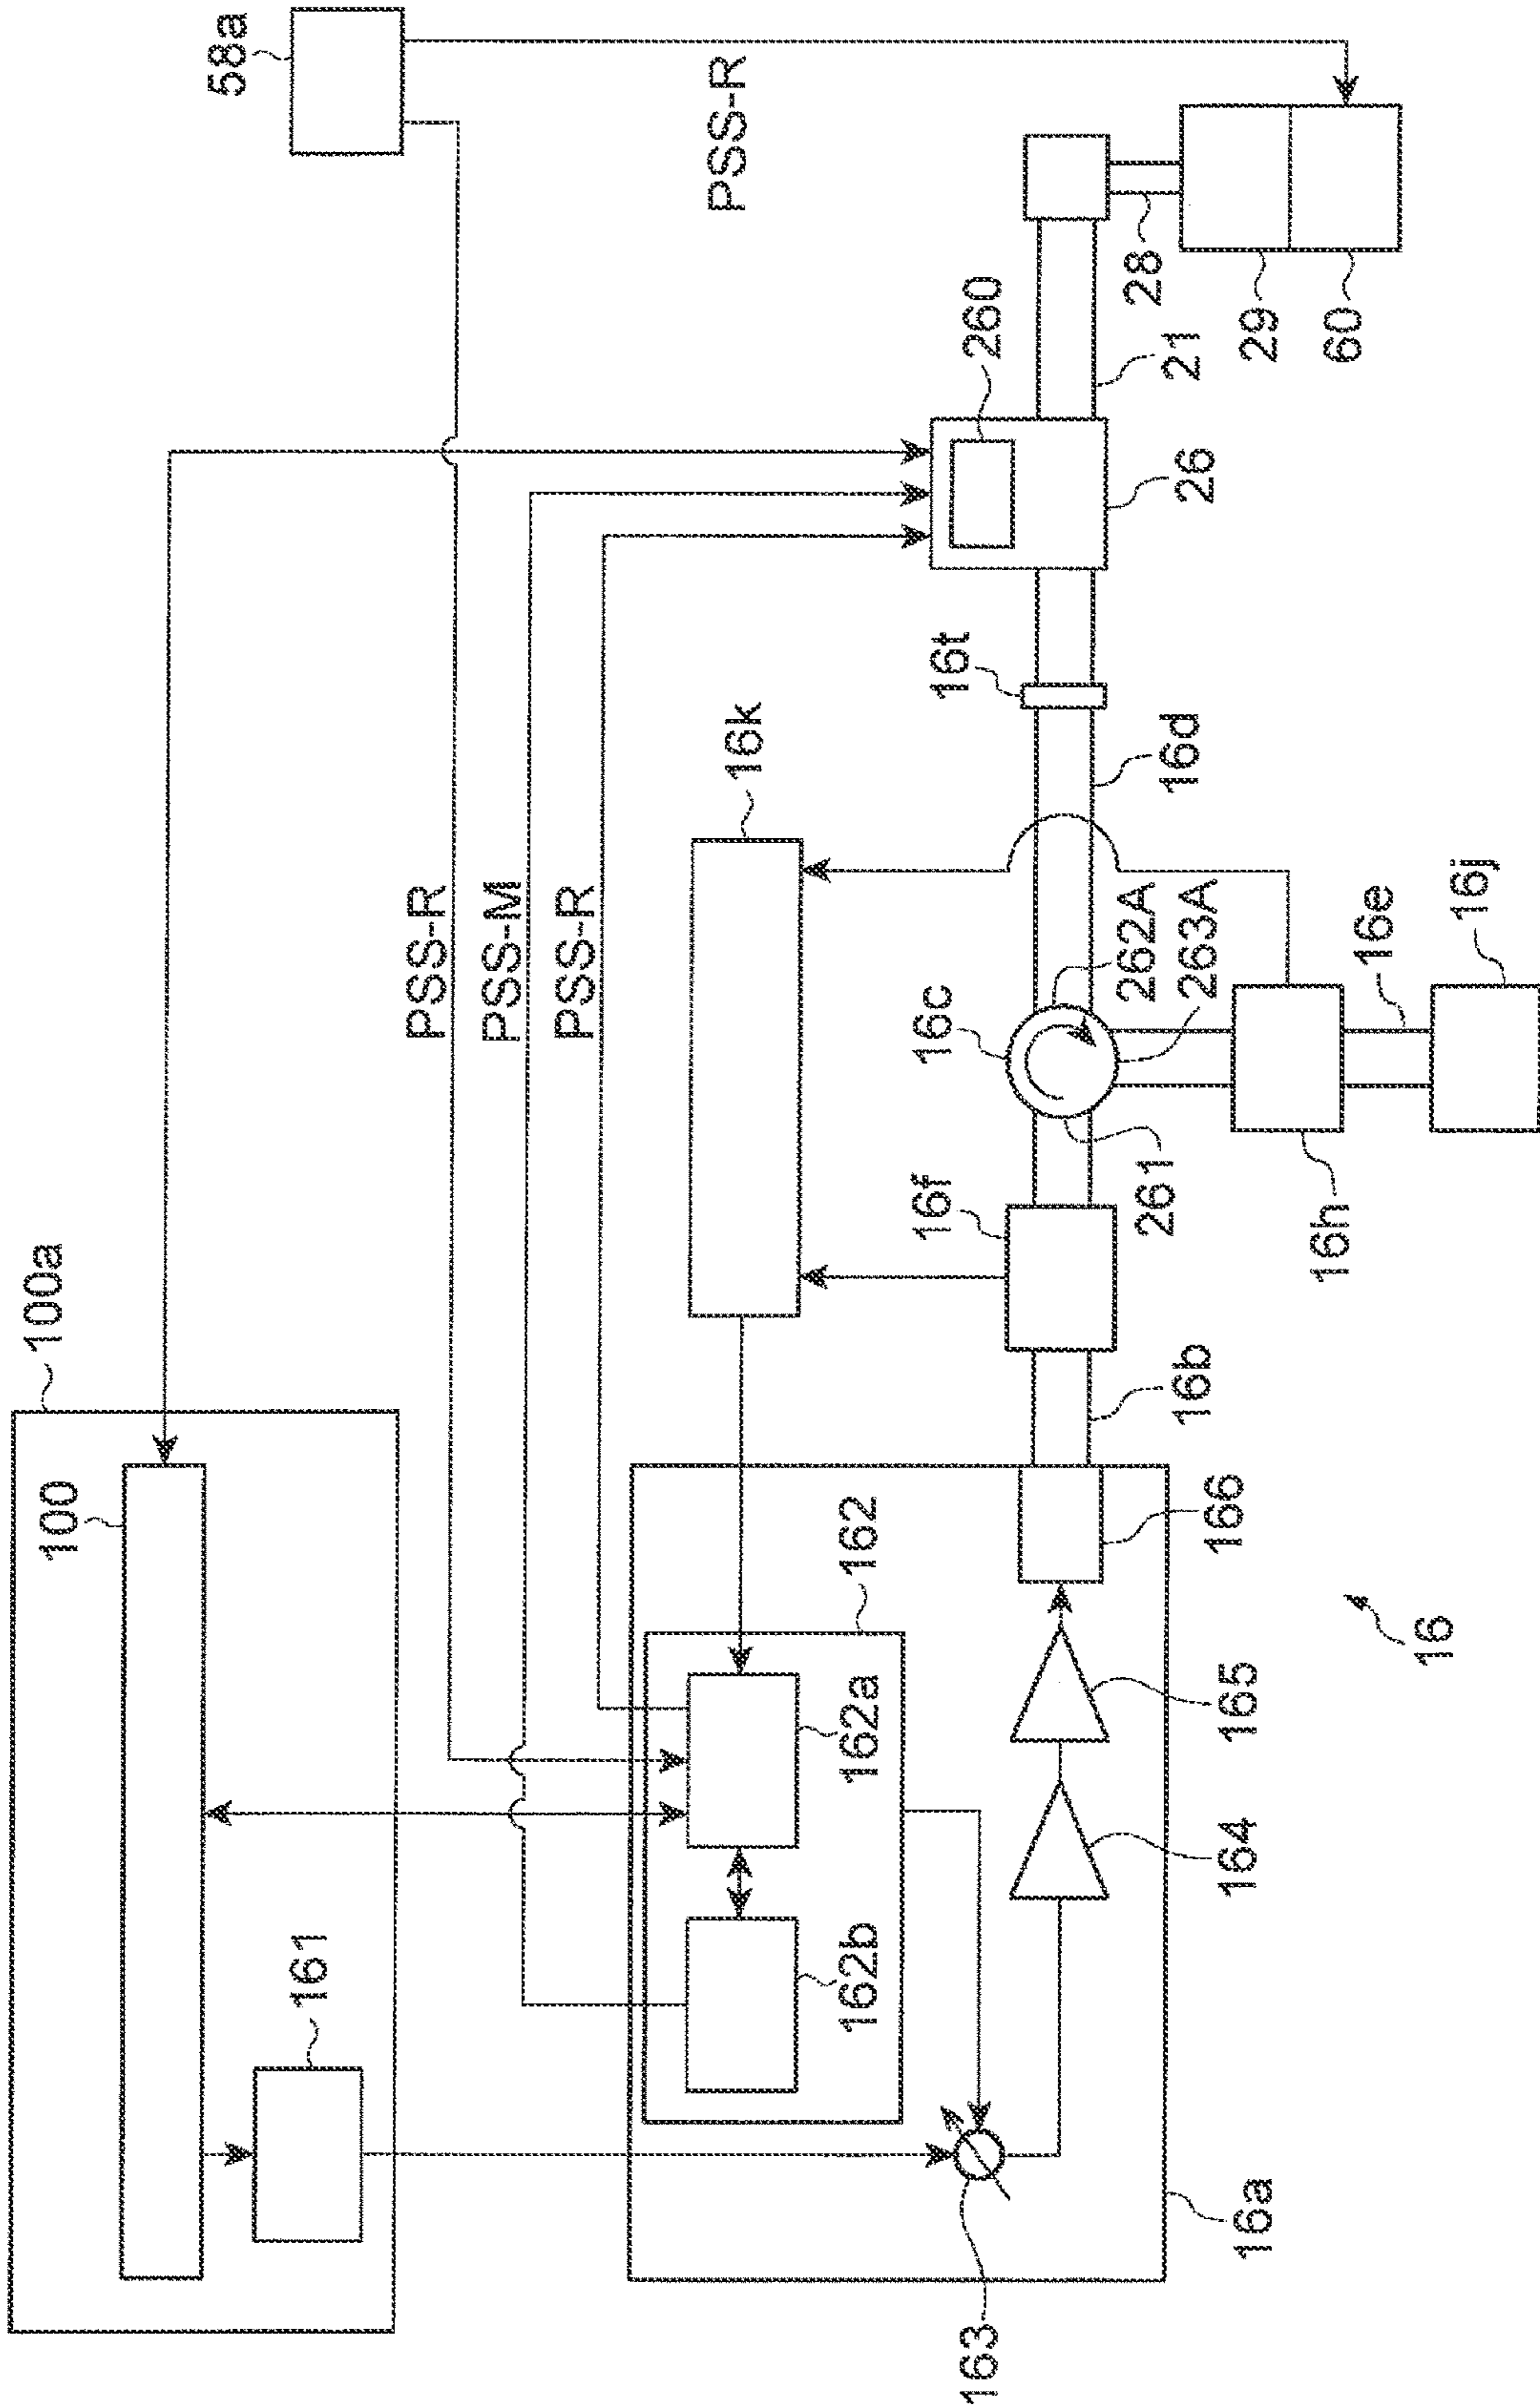 100a
100
161
58a
PSS-R
PSS-M
PSS-R
PSS-R
16k
162
162a
162b
163
164
165
166
16a
16b
16f
261
16c
262A
263A
16h
16e
16j
16d
16t
260
26
21
28
29
60
16